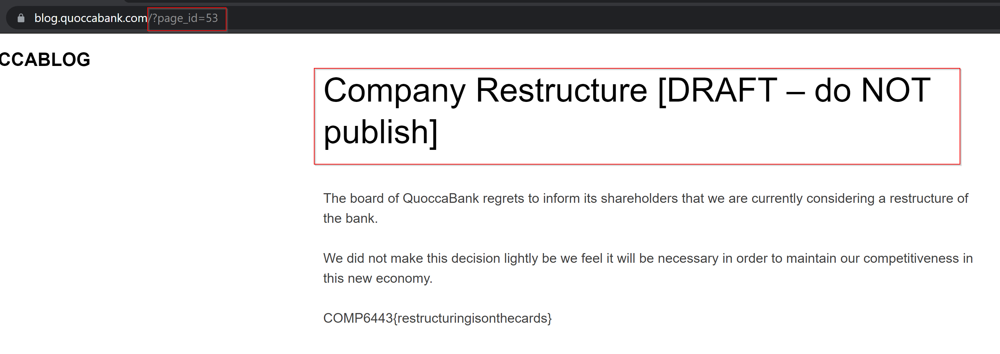 blog.quoccabank.com/?page_id=53
CCABLOG
Company Restructure [DRAFT – do NOT
publish]
The board of QuoccaBank regrets to inform its shareholders that we are currently considering a restructure of
the bank.
We did not make this decision lightly be we feel it will be necessary in order to maintain our competitiveness in
this new economy.
COMP6443{restructuringisonthecards}